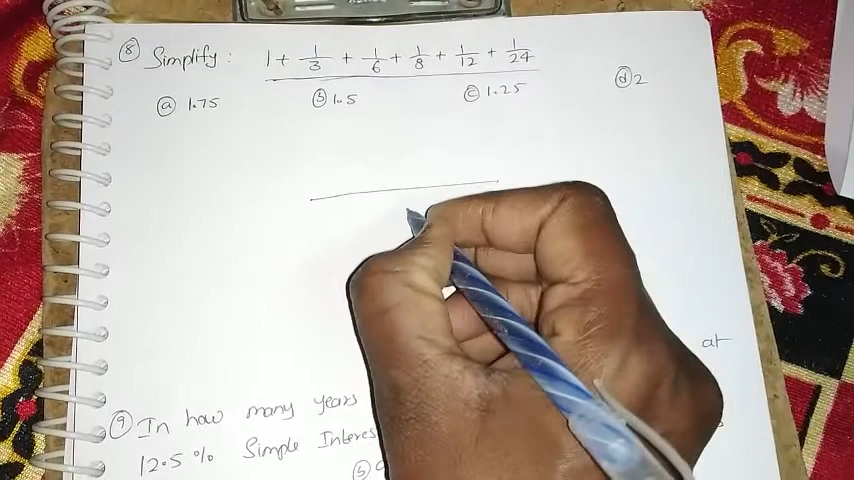 ⑧ Simplify: 1 + 1/3 + 1/6 + 1/8 + 1/12 + 1/24
ⓐ 1.75 ⓑ 1.5 ⓒ 1.25 ⓓ 2
at
⑨ In how many years
12.5% Simple Interes
ⓑ